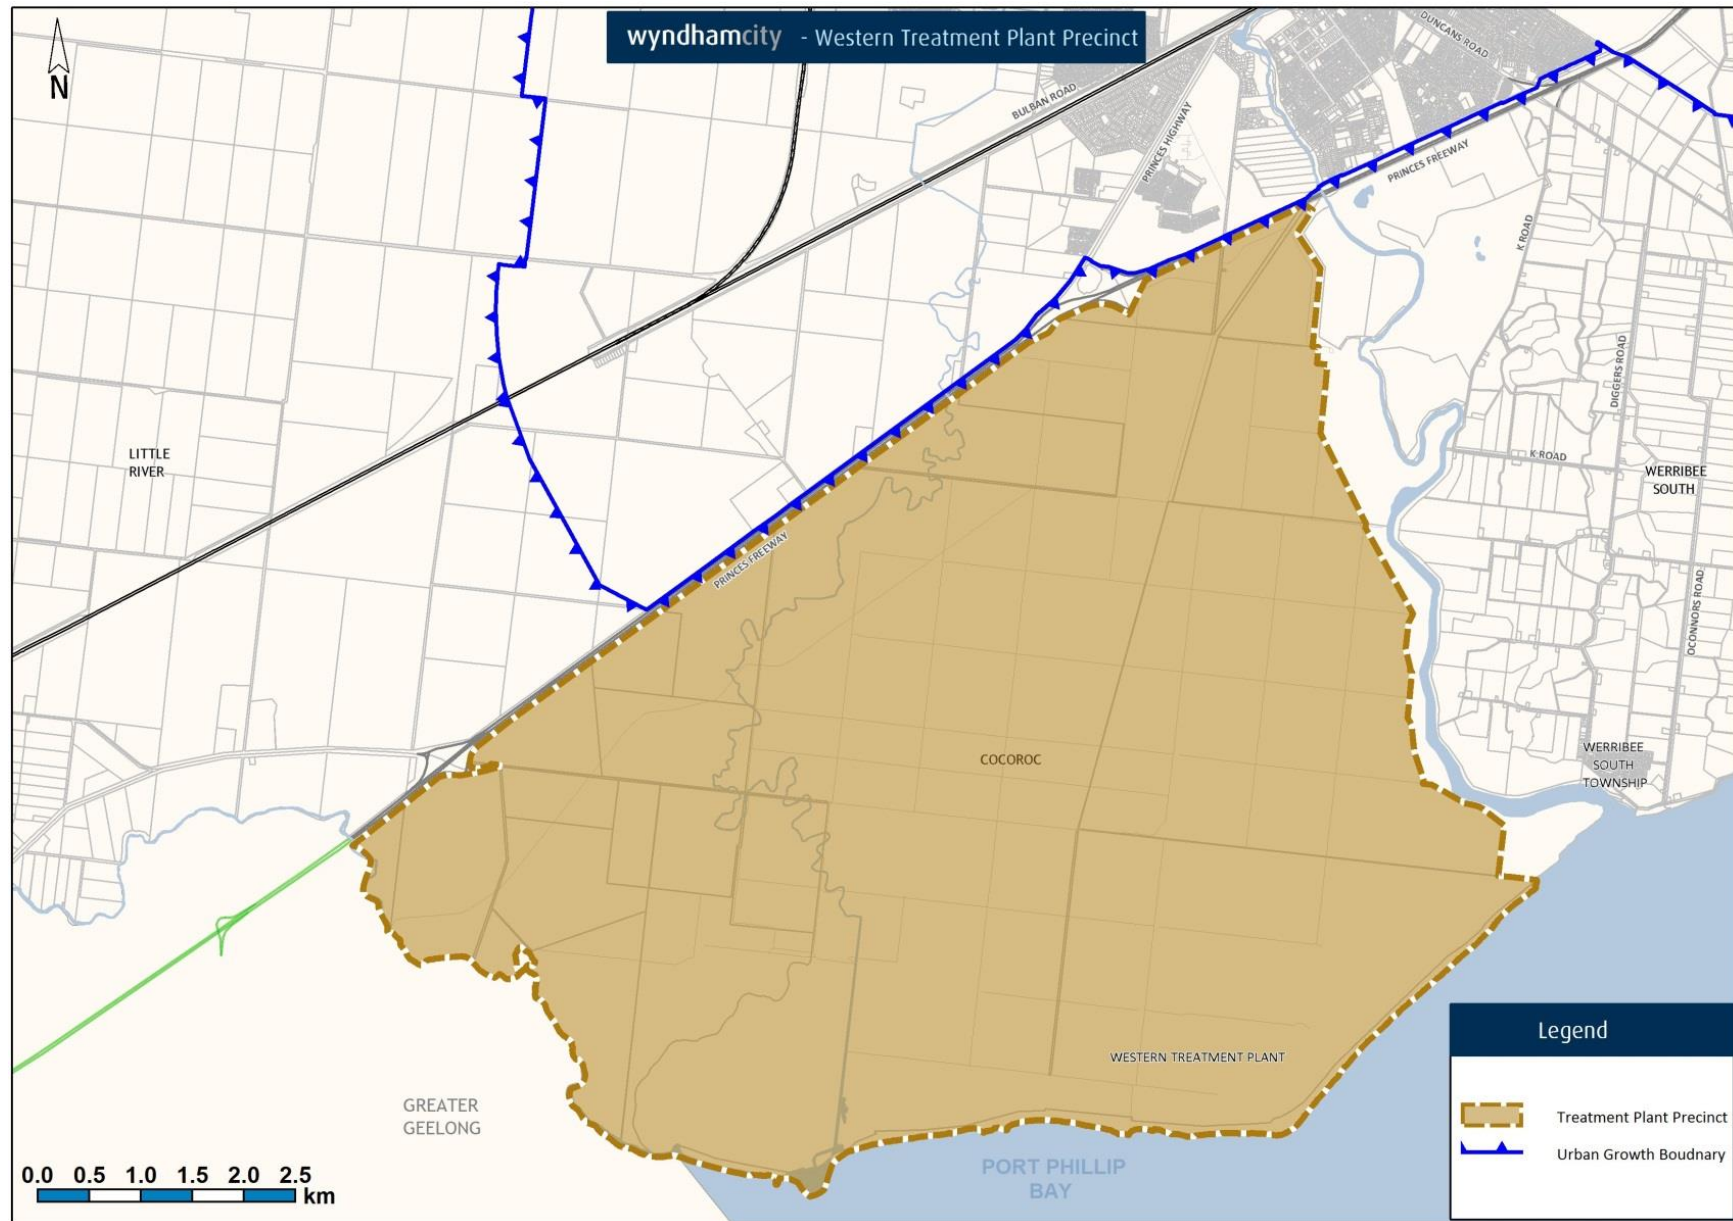 wyndhamcity - Western Treatment Plant Precinct
N
DUNCANS ROAD
BULBAN ROAD
PRINCES HIGHWAY
PRINCES FREEWAY
K ROAD
DIGGERS ROAD
LITTLE
RIVER
K ROAD
WERRIBEE
SOUTH
PRINCES FREEWAY
OCONNORS ROAD
COCOROC
WERRIBEE
SOUTH
TOWNSHIP
WESTERN TREATMENT PLANT
GREATER
GEELONG
PORT PHILLIP
BAY
0.0 0.5 1.0 1.5 2.0 2.5
km
Legend
Treatment Plant Precinct
Urban Growth Boudnary